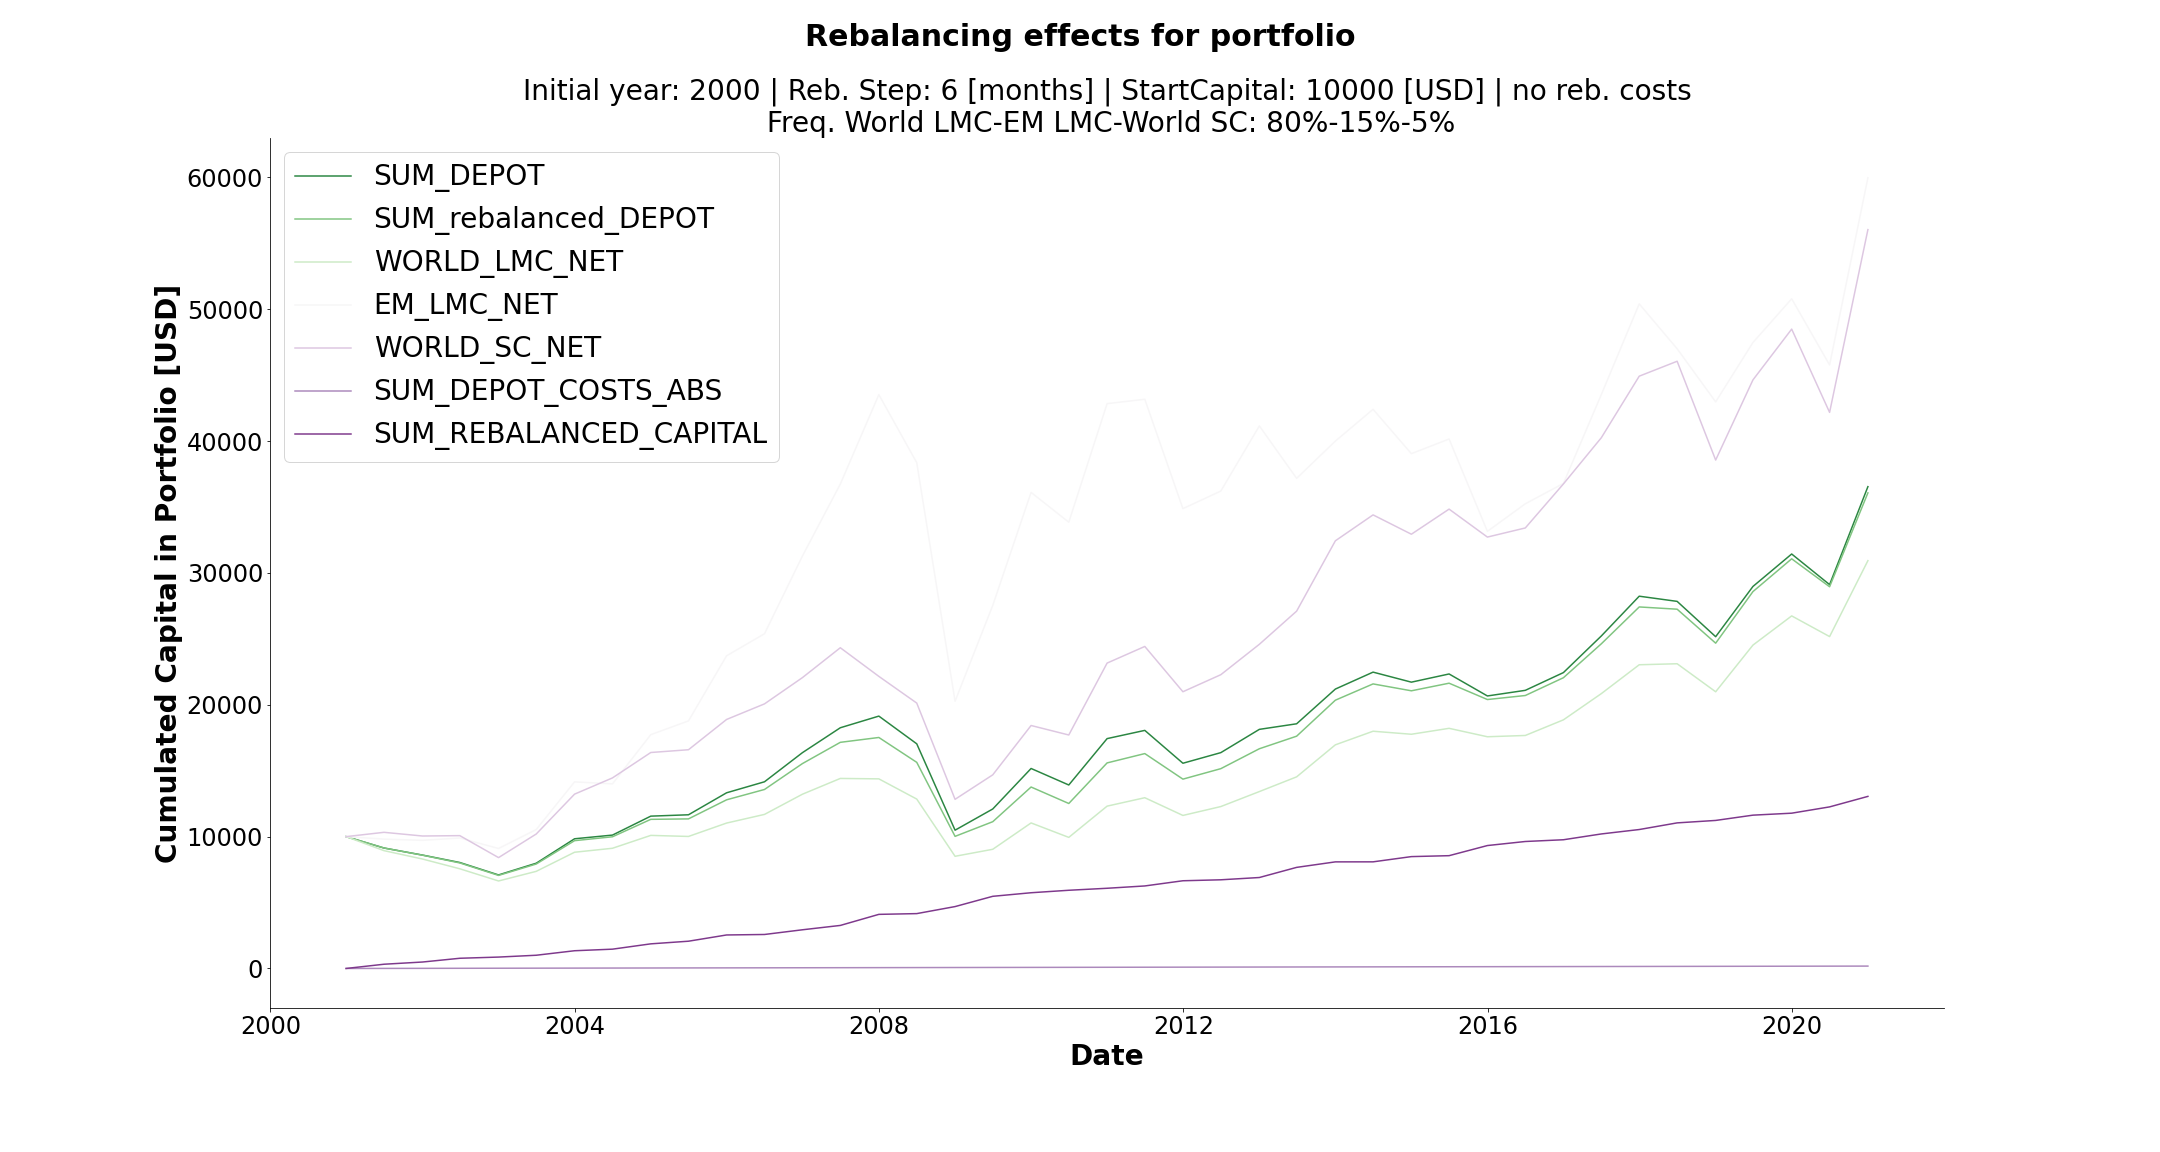 Rebalancing effects for portfolio
Initial year: 2000 | Reb. Step: 6 [months] | StartCapital: 10000 [USD] | no reb. costs
Freq. World LMC-EM LMC-World SC: 80%-15%-5%
SUM_DEPOT
SUM_rebalanced_DEPOT
WORLD_LMC_NET
EM_LMC_NET
WORLD_SC_NET
SUM_DEPOT_COSTS_ABS
SUM_REBALANCED_CAPITAL
Cumulated Capital in Portfolio [USD]
60000
50000
40000
30000
20000
10000
0
2000 2004 2008 2012 2016 2020
Date